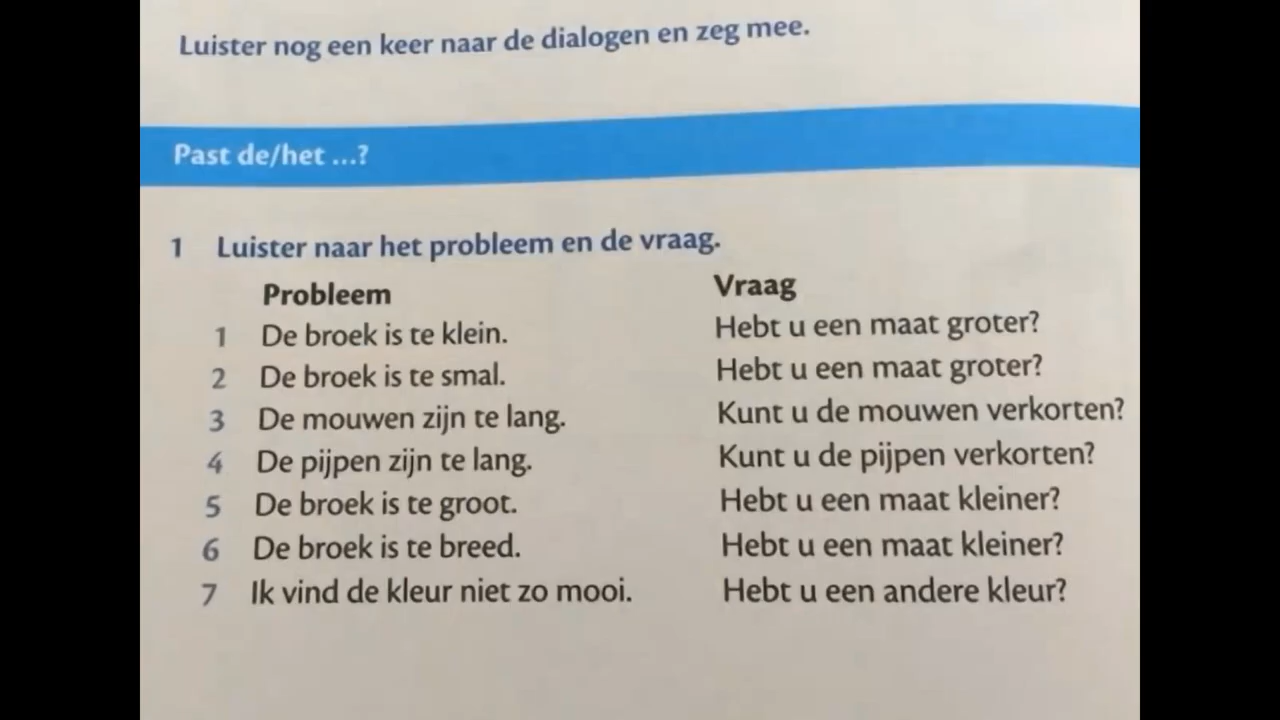 Luister nog een keer naar de dialogen en zeg mee.
Past de/het ...?
1 Luister naar het probleem en de vraag.
Probleem Vraag
1 De broek is te klein. Hebt u een maat groter?
2 De broek is te smal. Hebt u een maat groter?
3 De mouwen zijn te lang. Kunt u de mouwen verkorten?
4 De pijpen zijn te lang. Kunt u de pijpen verkorten?
5 De broek is te groot. Hebt u een maat kleiner?
6 De broek is te breed. Hebt u een maat kleiner?
7 Ik vind de kleur niet zo mooi. Hebt u een andere kleur?